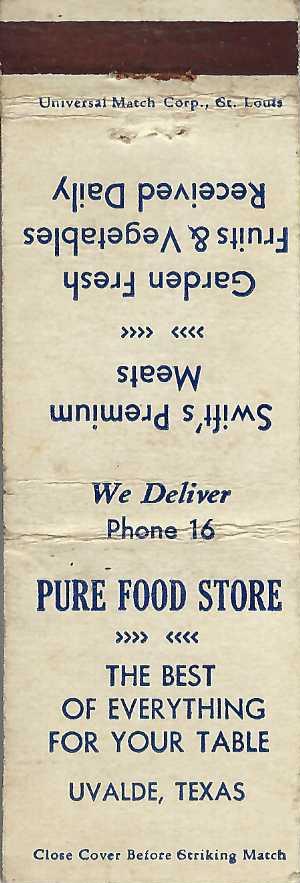 Universal Match Corp., St. Louis
Swift's Premium
Meats
»»» «««
Garden Fresh
Fruits & Vegetables
Received Daily
We Deliver
Phone 16
PURE FOOD STORE
»»» «««
THE BEST
OF EVERYTHING
FOR YOUR TABLE
UVALDE, TEXAS
Close Cover Before Striking Match